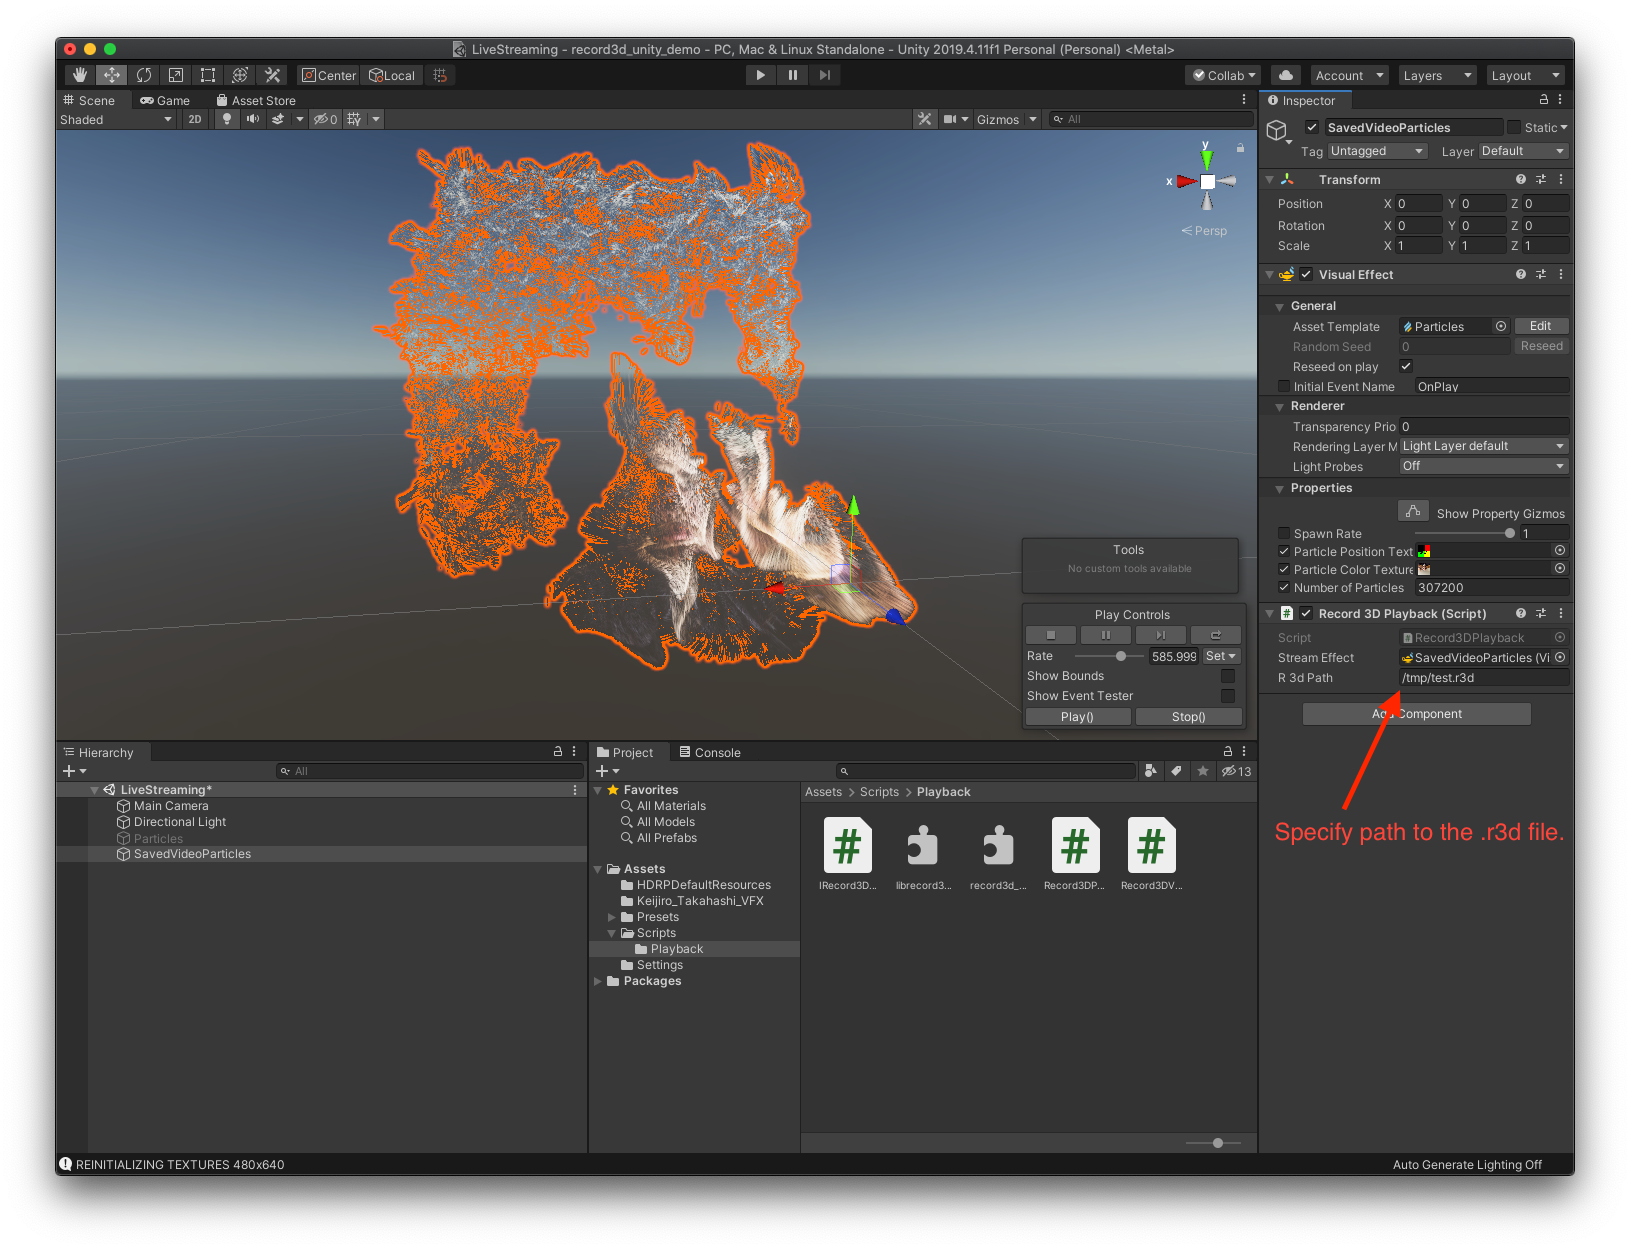 LiveStreaming - record3d_unity_demo - PC, Mac & Linux Standalone - Unity 2019.4.11f1 Personal (Personal) <Metal>
Center Local Collab Account Layers Layout
Scene Game Asset Store
Shaded 2D 0 Gizmos All
y
x
Persp
Tools
No custom tools available
Play Controls
Rate 585.999 Set
Show Bounds
Show Event Tester
Play() Stop()
Inspector
SavedVideoParticles Static
Tag Untagged Layer Default
Transform
Position X 0 Y 0 Z 0
Rotation X 0 Y 0 Z 0
Scale X 1 Y 1 Z 1
Visual Effect
General
Asset Template Particles Edit
Random Seed 0 Reseed
Reseed on play
Initial Event Name OnPlay
Renderer
Transparency Prio 0
Rendering Layer M Light Layer default
Light Probes Off
Properties
Show Property Gizmos
Spawn Rate 1
Particle Position Text
Particle Color Texture
Number of Particles 307200
# Record 3D Playback (Script)
Script Record3DPlayback
Stream Effect SavedVideoParticles (Vi
R 3d Path /tmp/test.r3d
Add Component
Specify path to the .r3d file.
Hierarchy
All
LiveStreaming*
Main Camera
Directional Light
Particles
SavedVideoParticles
Project Console
13
Favorites
All Materials
All Models
All Prefabs
Assets
HDRPDefaultResources
Keijiro_Takahashi_VFX
Presets
Scripts
Playback
Settings
Packages
Assets > Scripts > Playback
# # #
IRecord3D... librecord3... record3d_... Record3DP... Record3DV...
REINITIALIZING TEXTURES 480x640
Auto Generate Lighting Off